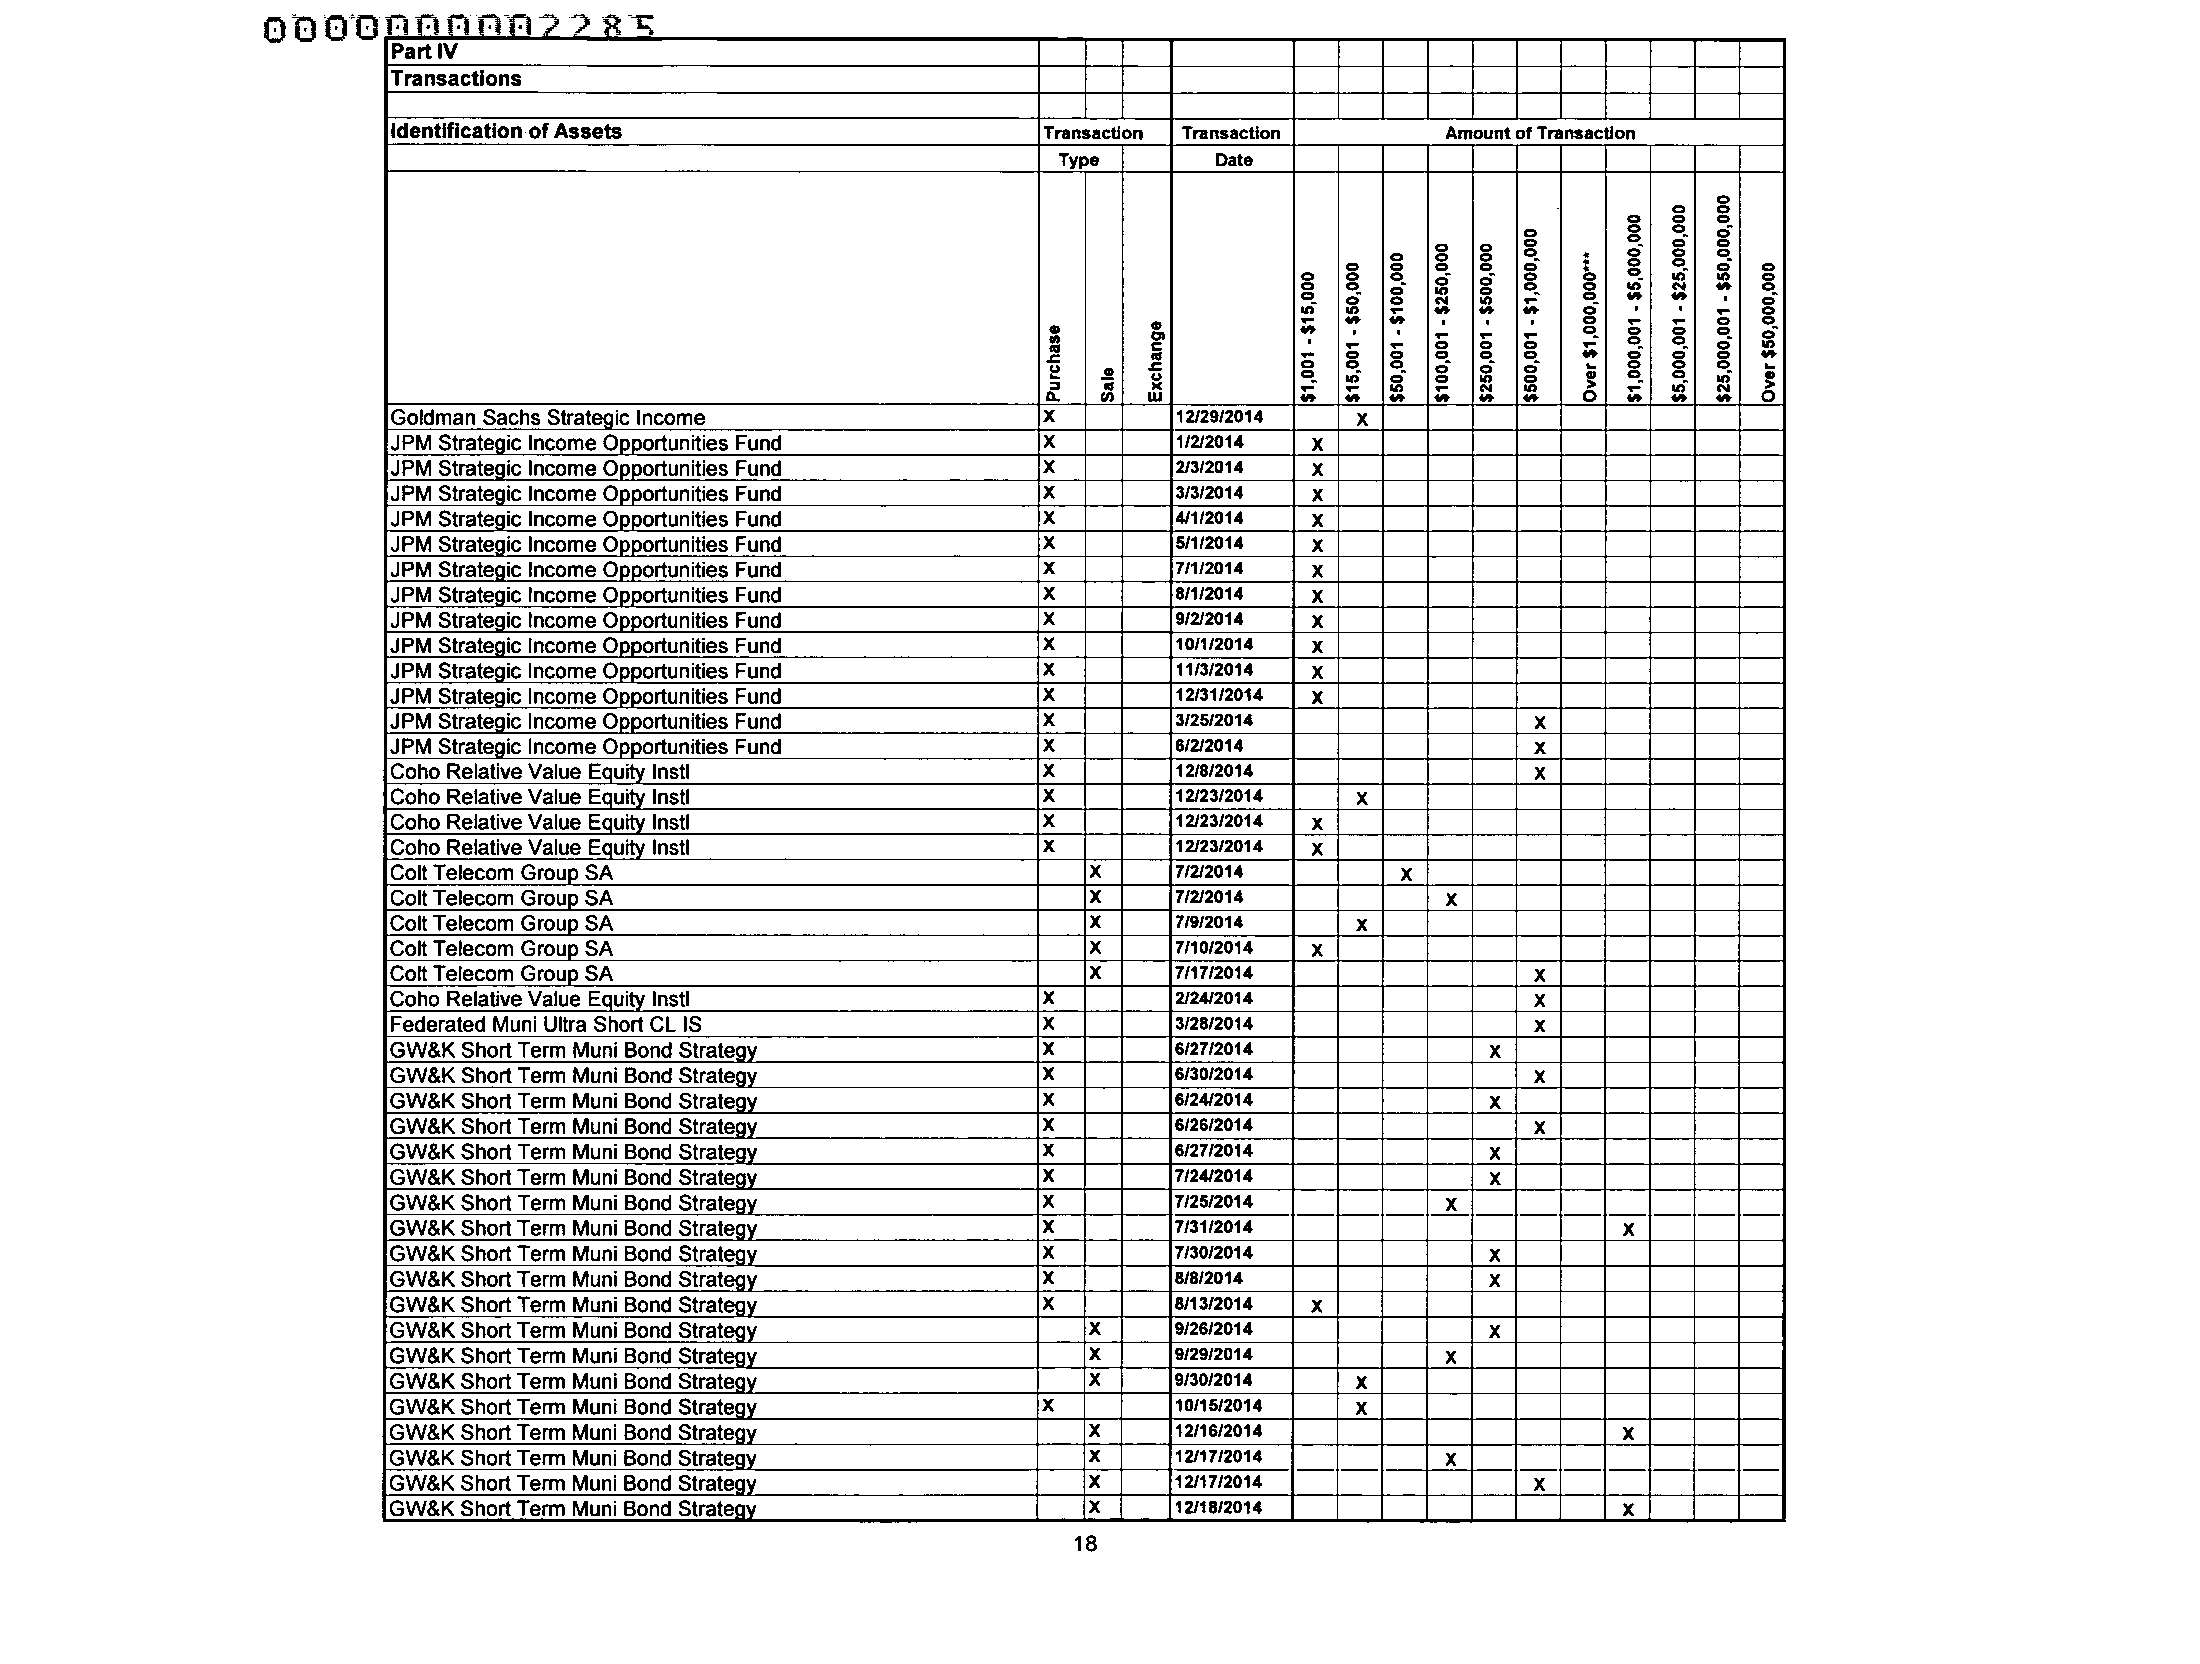 000000002285
Part IV
Transactions
Identification of Assets Transaction Transaction Amount of Transaction
Type Date
Purchase Sale Exchange $1,001 - $15,000 $15,001 - $50,000 $50,001 - $100,000 $100,001 - $250,000 $250,001 - $500,000 $500,001 - $1,000,000 Over $1,000,000*** $1,000,001 - $5,000,000 $5,000,001 - $25,000,000 $25,000,001 - $50,000,000 Over $50,000,000
Goldman Sachs Strategic Income X 12/29/2014 X
JPM Strategic Income Opportunities Fund X 1/2/2014 X
JPM Strategic Income Opportunities Fund X 2/3/2014 X
JPM Strategic Income Opportunities Fund X 3/3/2014 X
JPM Strategic Income Opportunities Fund X 4/1/2014 X
JPM Strategic Income Opportunities Fund X 5/1/2014 X
JPM Strategic Income Opportunities Fund X 7/1/2014 X
JPM Strategic Income Opportunities Fund X 8/1/2014 X
JPM Strategic Income Opportunities Fund X 9/2/2014 X
JPM Strategic Income Opportunities Fund X 10/1/2014 X
JPM Strategic Income Opportunities Fund X 11/3/2014 X
JPM Strategic Income Opportunities Fund X 12/31/2014 X
JPM Strategic Income Opportunities Fund X 3/25/2014 X
JPM Strategic Income Opportunities Fund X 6/2/2014 X
Coho Relative Value Equity Instl X 12/8/2014 X
Coho Relative Value Equity Instl X 12/23/2014 X
Coho Relative Value Equity Instl X 12/23/2014 X
Coho Relative Value Equity Instl X 12/23/2014 X
Colt Telecom Group SA X 7/2/2014 X
Colt Telecom Group SA X 7/2/2014 X
Colt Telecom Group SA X 7/9/2014 X
Colt Telecom Group SA X 7/10/2014 X
Colt Telecom Group SA X 7/17/2014 X
Coho Relative Value Equity Instl X 2/24/2014 X
Federated Muni Ultra Short CL IS X 3/28/2014 X
GW&K Short Term Muni Bond Strategy X 6/27/2014 X
GW&K Short Term Muni Bond Strategy X 6/30/2014 X
GW&K Short Term Muni Bond Strategy X 6/24/2014 X
GW&K Short Term Muni Bond Strategy X 6/26/2014 X
GW&K Short Term Muni Bond Strategy X 6/27/2014 X
GW&K Short Term Muni Bond Strategy X 7/24/2014 X
GW&K Short Term Muni Bond Strategy X 7/25/2014 X
GW&K Short Term Muni Bond Strategy X 7/31/2014 X
GW&K Short Term Muni Bond Strategy X 7/30/2014 X
GW&K Short Term Muni Bond Strategy X 8/8/2014 X
GW&K Short Term Muni Bond Strategy X 8/13/2014 X
GW&K Short Term Muni Bond Strategy X 9/26/2014 X
GW&K Short Term Muni Bond Strategy X 9/29/2014 X
GW&K Short Term Muni Bond Strategy X 9/30/2014 X
GW&K Short Term Muni Bond Strategy X 10/15/2014 X
GW&K Short Term Muni Bond Strategy X 12/16/2014 X
GW&K Short Term Muni Bond Strategy X 12/17/2014 X
GW&K Short Term Muni Bond Strategy X 12/17/2014 X
GW&K Short Term Muni Bond Strategy X 12/18/2014 X
18